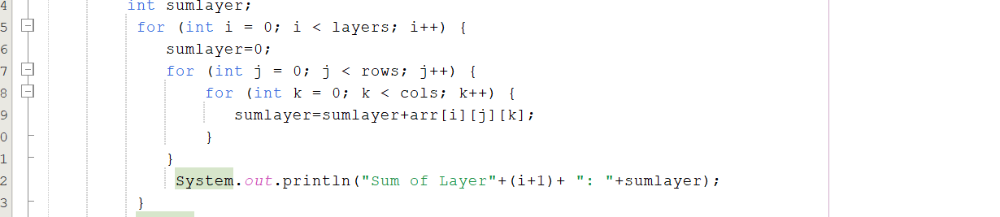 4 int sumlayer;
5 for (int i = 0; i < layers; i++) {
6 sumlayer=0;
7 for (int j = 0; j < rows; j++) {
8 for (int k = 0; k < cols; k++) {
9 sumlayer=sumlayer+arr[i][j][k];
0 }
1 }
2 System.out.println("Sum of Layer"+(i+1)+ ": "+sumlayer);
3 }